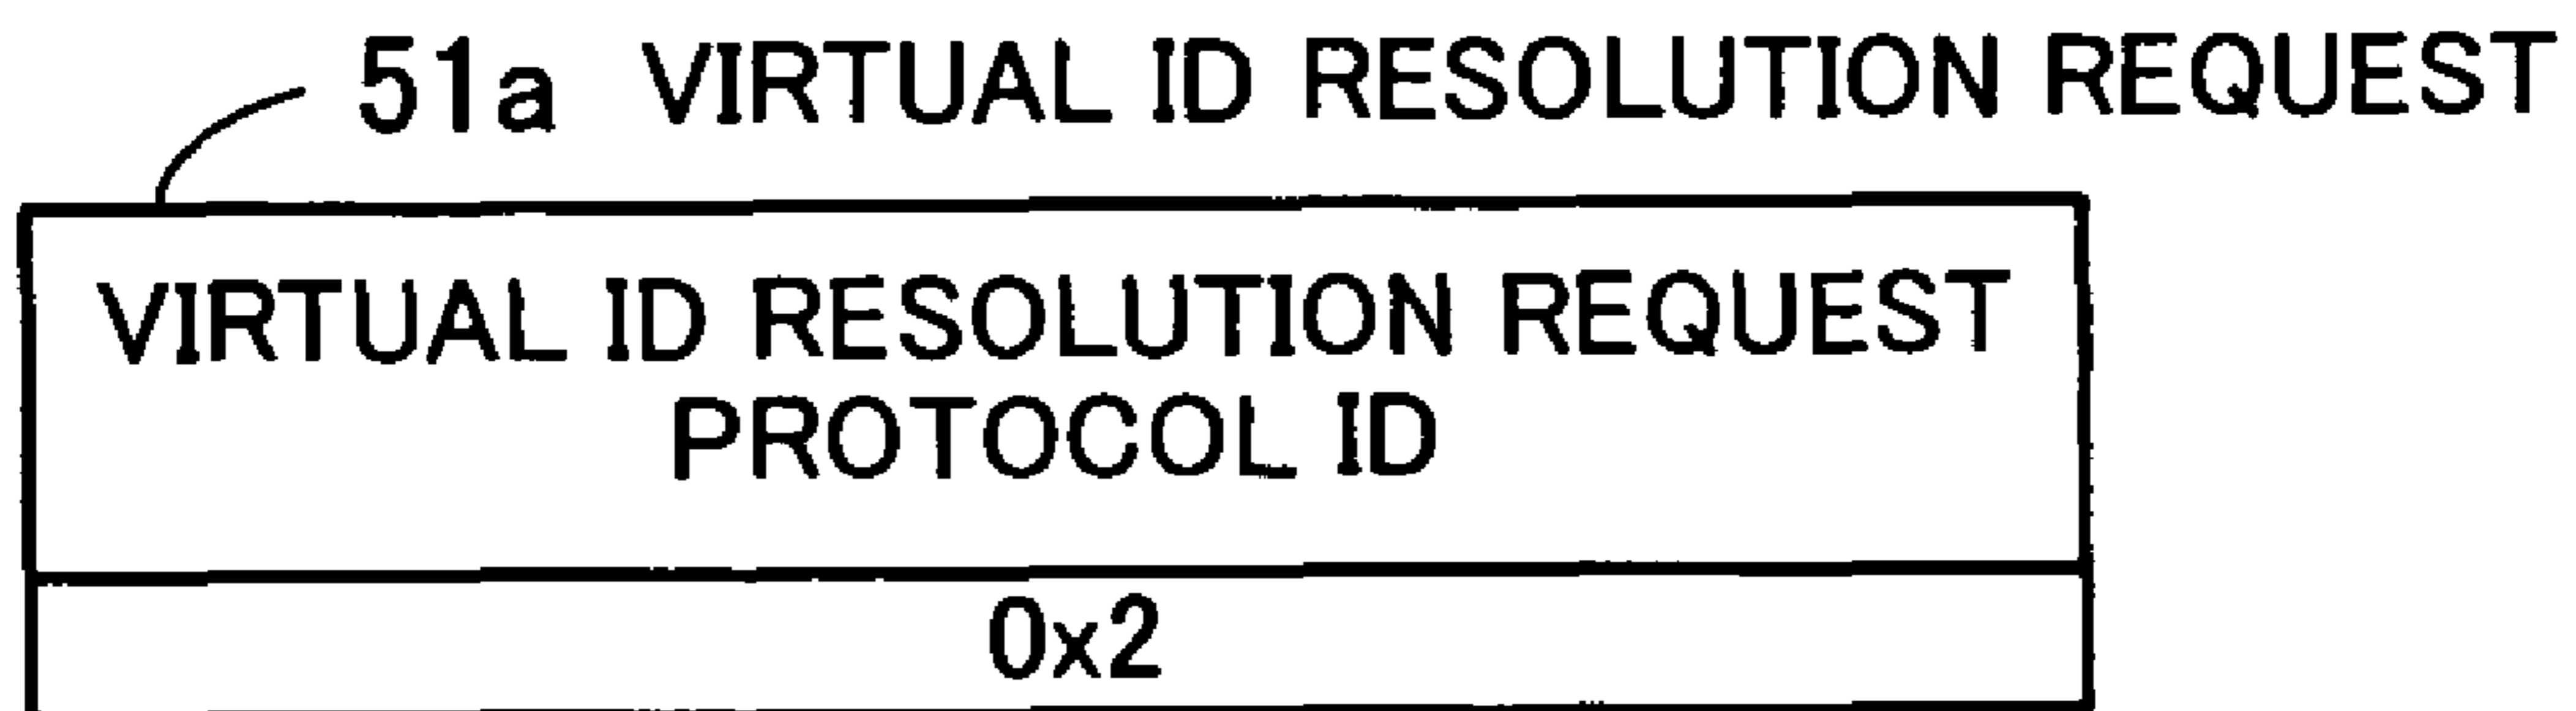 51a VIRTUAL ID RESOLUTION REQUEST
VIRTUAL ID RESOLUTION REQUEST
PROTOCOL ID
0x2